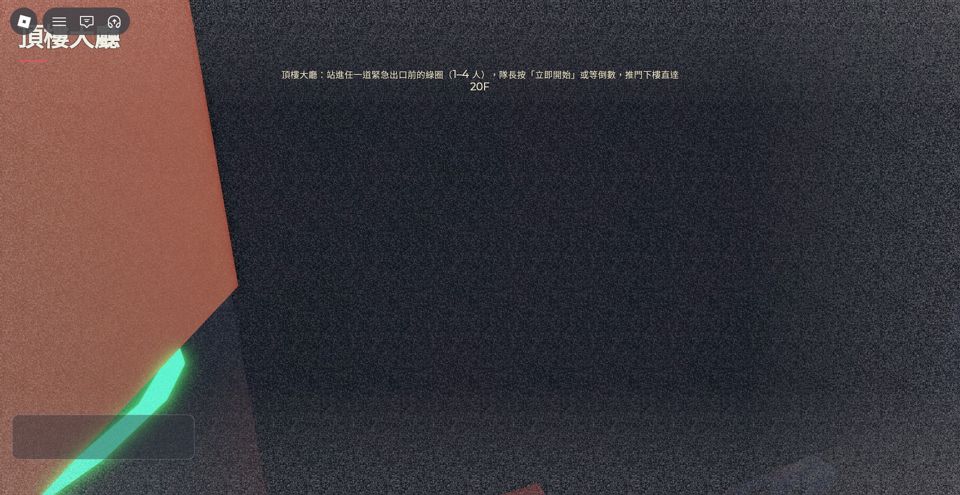 頂樓大廳
頂樓大廳：站進任一道緊急出口前的綠圈（1–4 人），隊長按「立即開始」或等倒數，推門下樓直達
20F